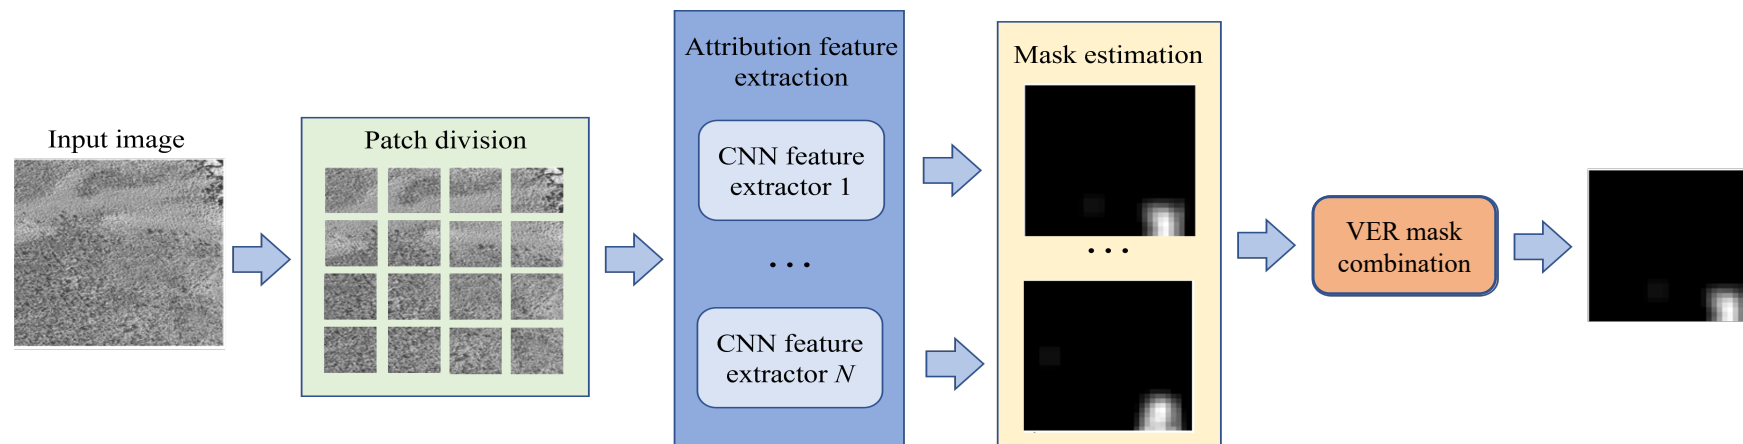 Input image
Patch division
Attribution feature
extraction
CNN feature
extractor 1
...
CNN feature
extractor N
Mask estimation
...
VER mask
combination